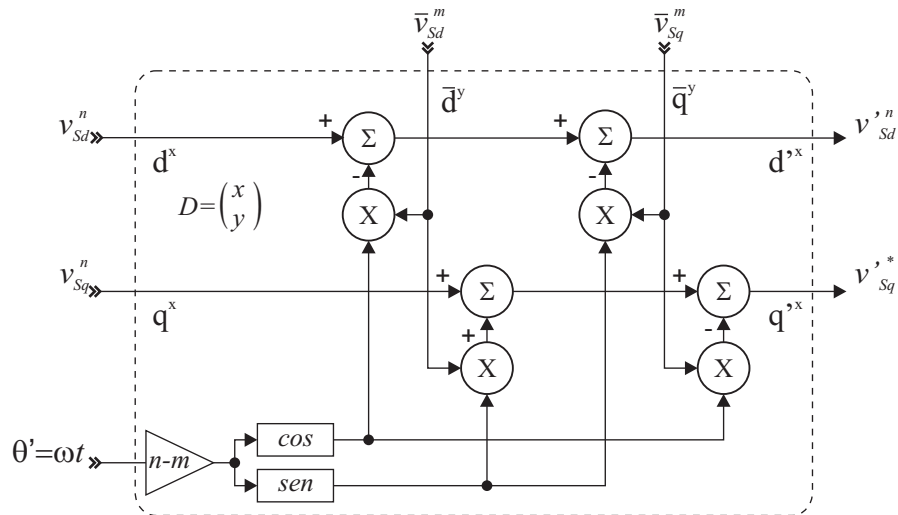 v̅_Sd^m v̅_Sq^m
d̅^y q̅^y
v_Sd^n + Σ + Σ v'_Sd^n
d^x - - d'^x
D=(x y) X X
v_Sq^n + Σ + Σ v'_Sq^*
q^x + - q'^x
X X
θ'=ωt n-m cos
sen